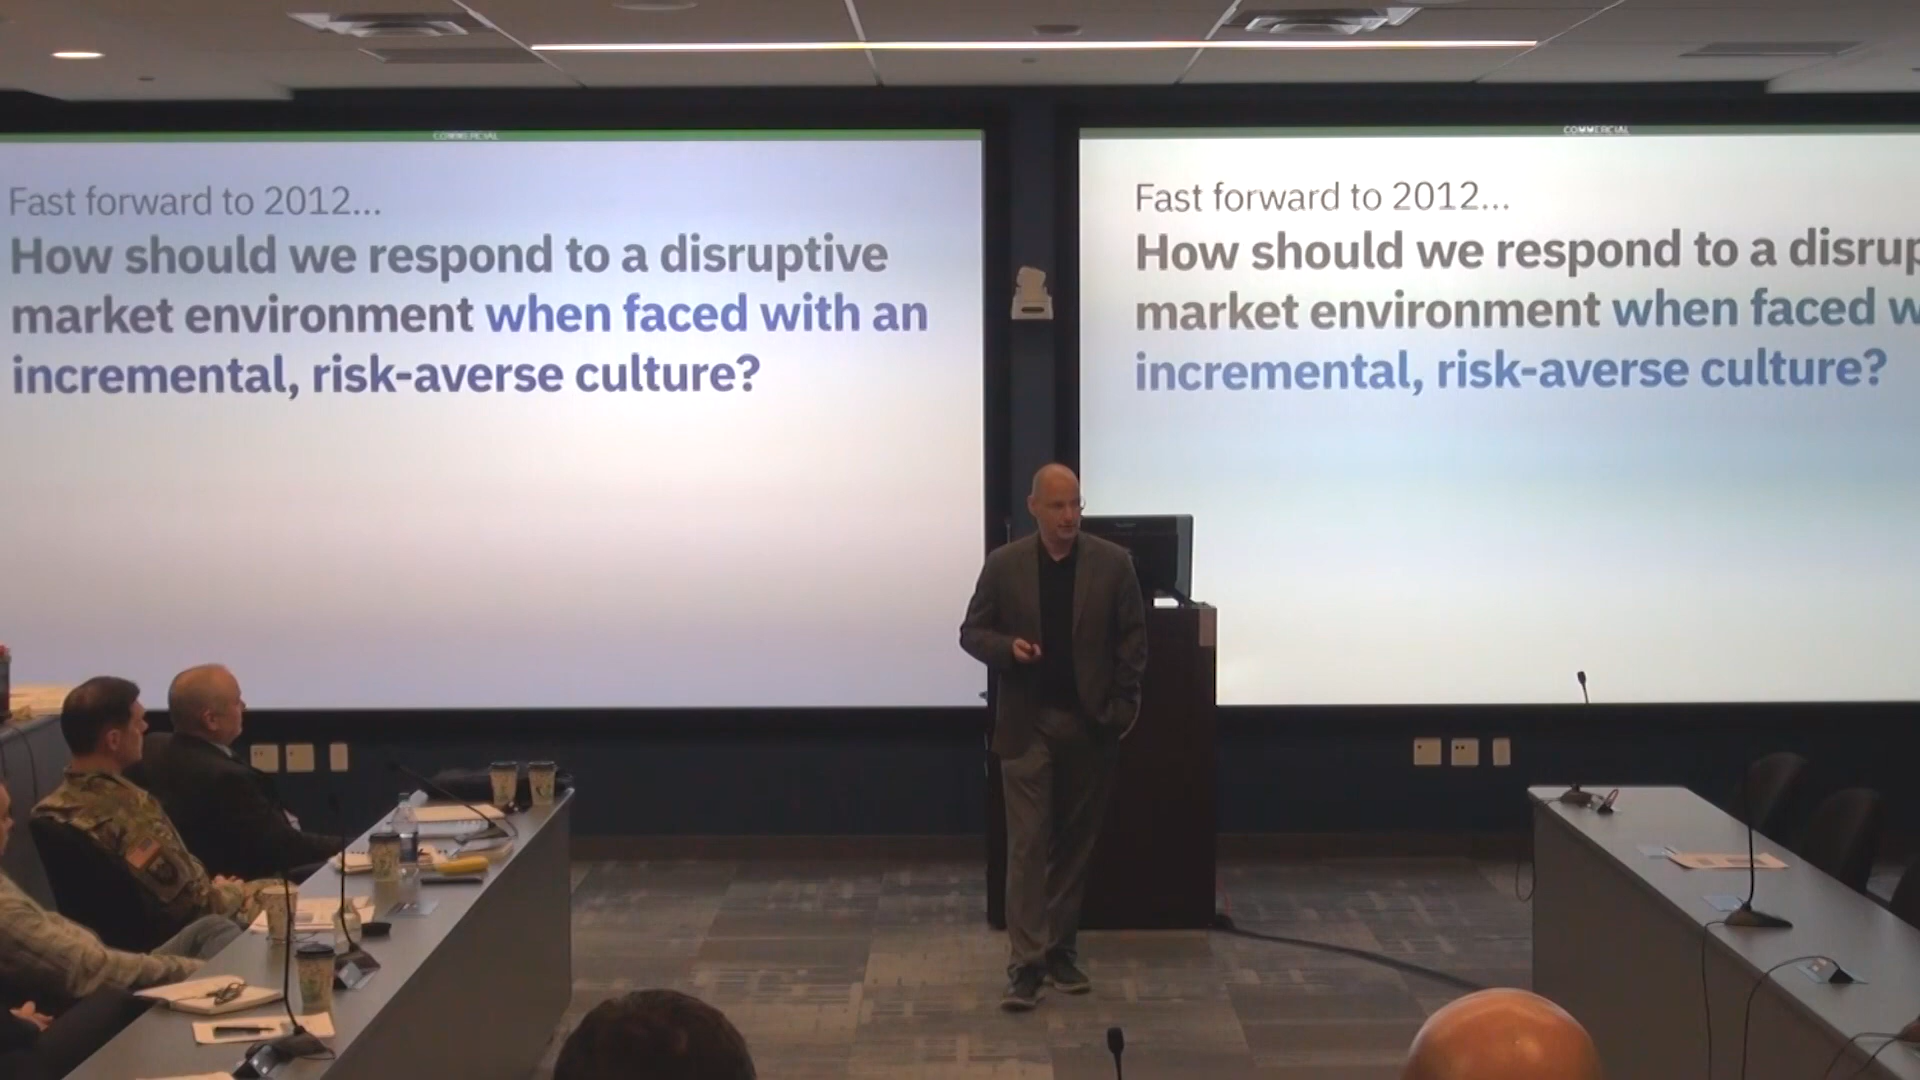 COMMERCIAL
Fast forward to 2012...
How should we respond to a disruptive
market environment when faced with an
incremental, risk-averse culture?
COMMERCIAL
Fast forward to 2012...
How should we respond to a disrup
market environment when faced w
incremental, risk-averse culture?